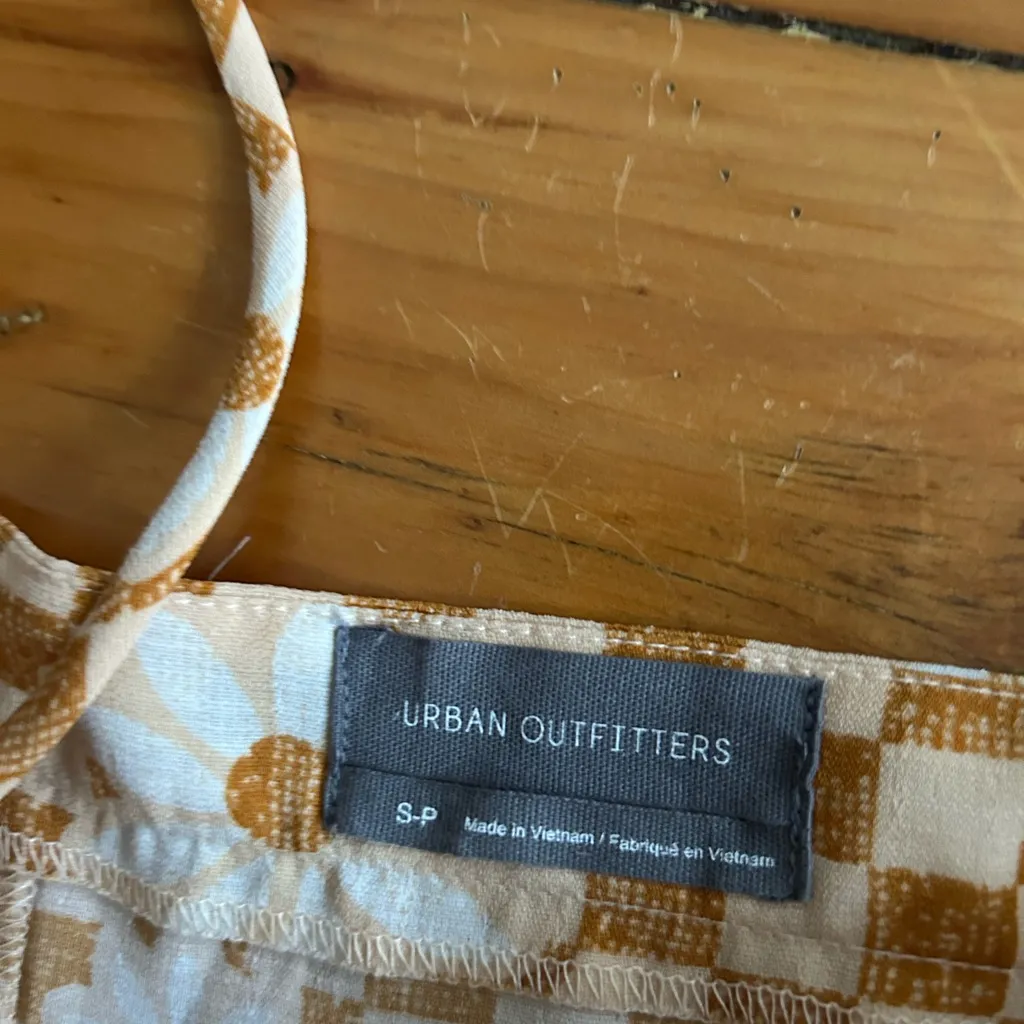 URBAN OUTFITTERS
S-P Made in Vietnam / Fabriqué en Vietnam